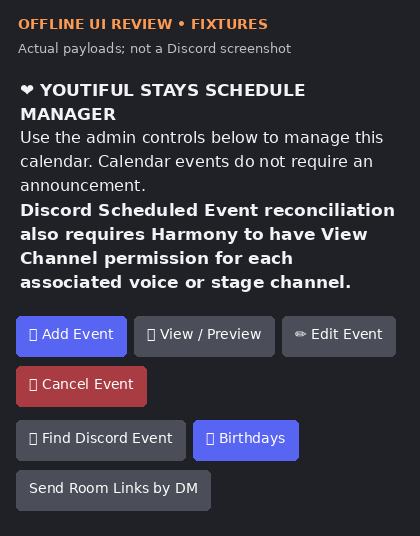 OFFLINE UI REVIEW • FIXTURES
Actual payloads; not a Discord screenshot
❤ YOUTIFUL STAYS SCHEDULE
MANAGER
Use the admin controls below to manage this
calendar. Calendar events do not require an
announcement.
Discord Scheduled Event reconciliation
also requires Harmony to have View
Channel permission for each
associated voice or stage channel.
Add Event
View / Preview
✏ Edit Event
Cancel Event
Find Discord Event
Birthdays
Send Room Links by DM